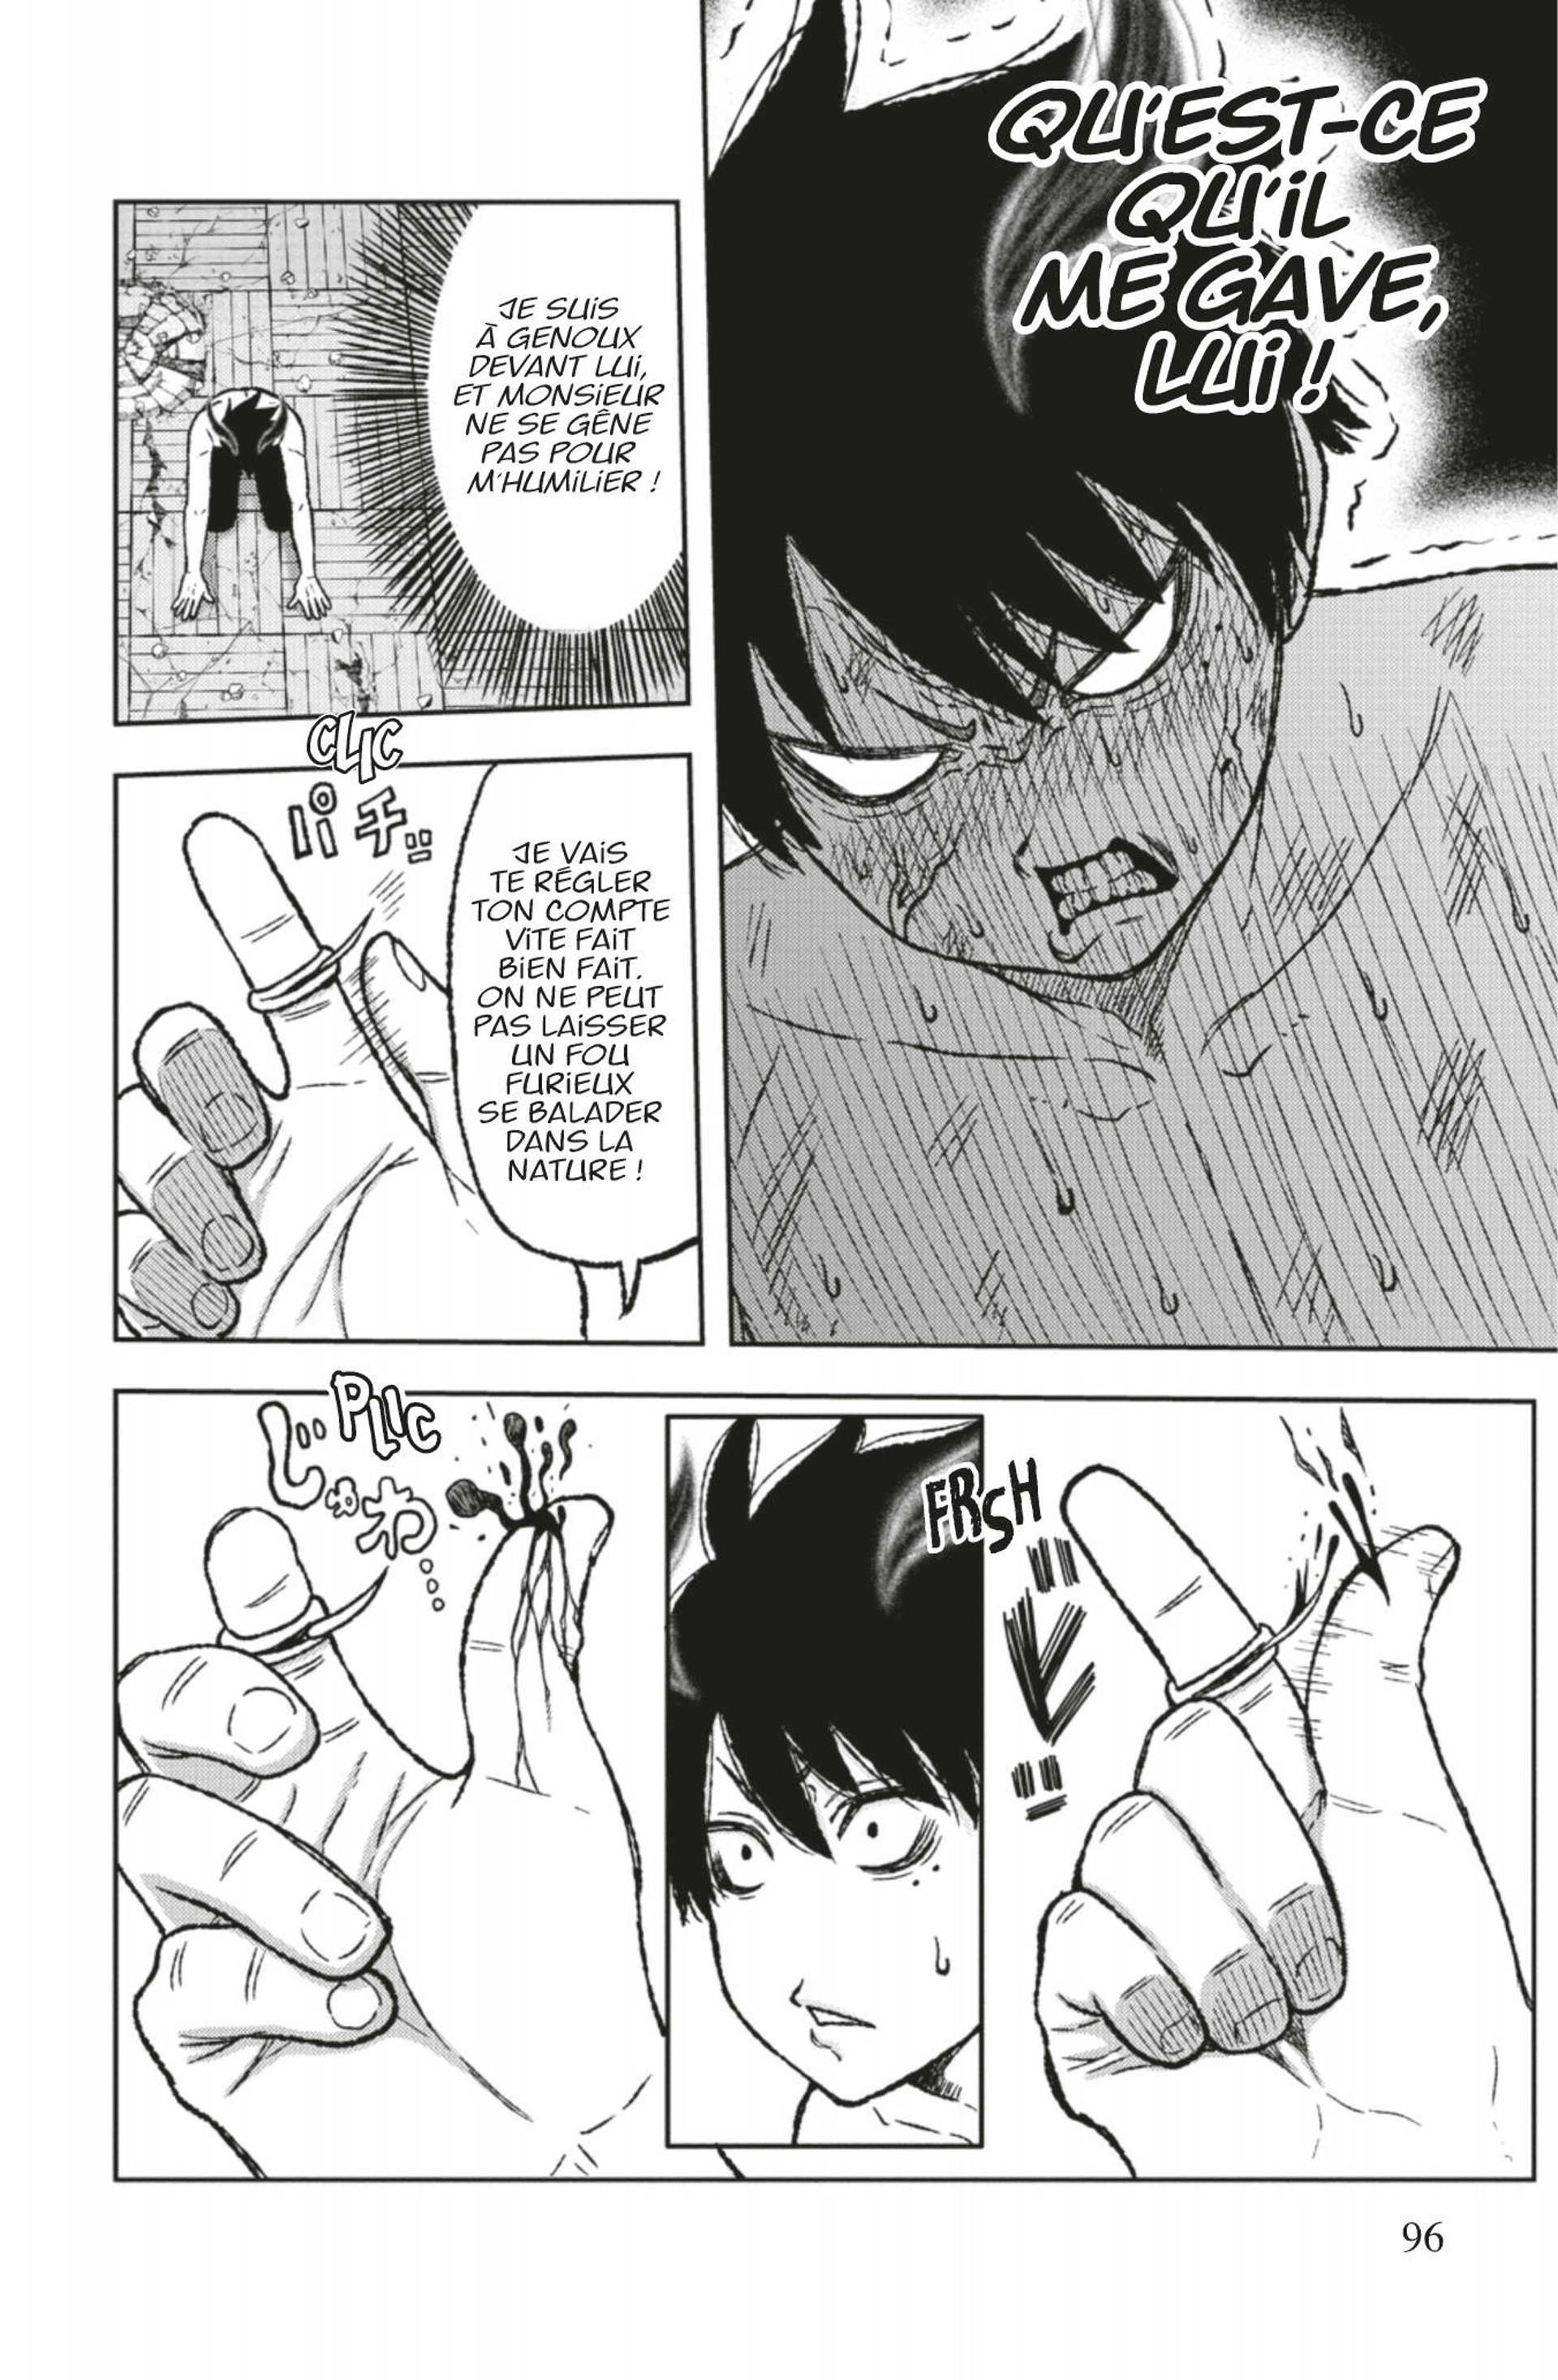 QU'EST-CE
QU'IL
ME GAVE,
LUI !
JE SUIS
À GENOUX
DEVANT LUI,
ET MONSIEUR
NE SE GÊNE
PAS POUR
M'HUMILIER !
CLIC
パチッ
JE VAIS
TE RÉGLER
TON COMPTE
VITE FAIT
BIEN FAIT.
ON NE PEUT
PAS LAISSER
UN FOU
FURIEUX
SE BALADER
DANS LA
NATURE !
FRSH
PLIC
じゅわ…
96